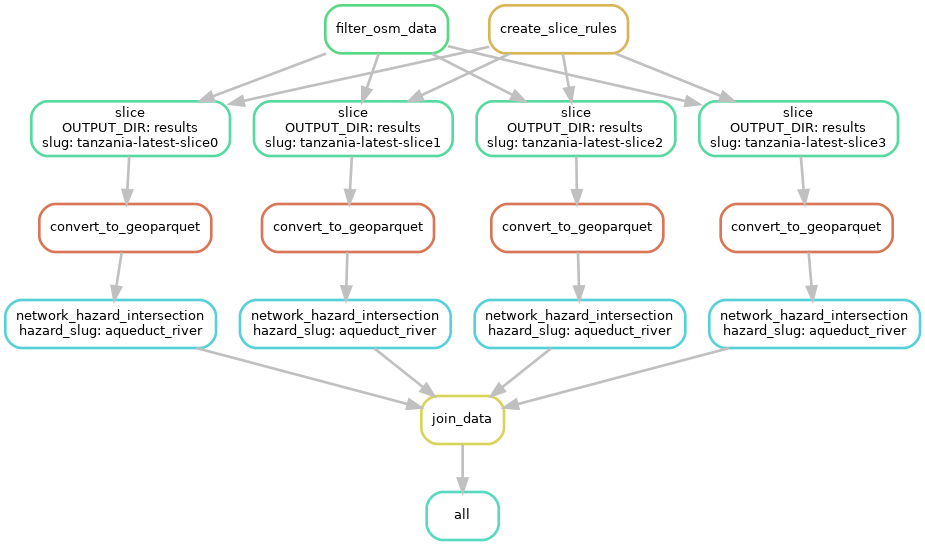 filter_osm_data
create_slice_rules
slice
OUTPUT_DIR: results
slug: tanzania-latest-slice0
slice
OUTPUT_DIR: results
slug: tanzania-latest-slice1
slice
OUTPUT_DIR: results
slug: tanzania-latest-slice2
slice
OUTPUT_DIR: results
slug: tanzania-latest-slice3
convert_to_geoparquet
convert_to_geoparquet
convert_to_geoparquet
convert_to_geoparquet
network_hazard_intersection
hazard_slug: aqueduct_river
network_hazard_intersection
hazard_slug: aqueduct_river
network_hazard_intersection
hazard_slug: aqueduct_river
network_hazard_intersection
hazard_slug: aqueduct_river
join_data
all